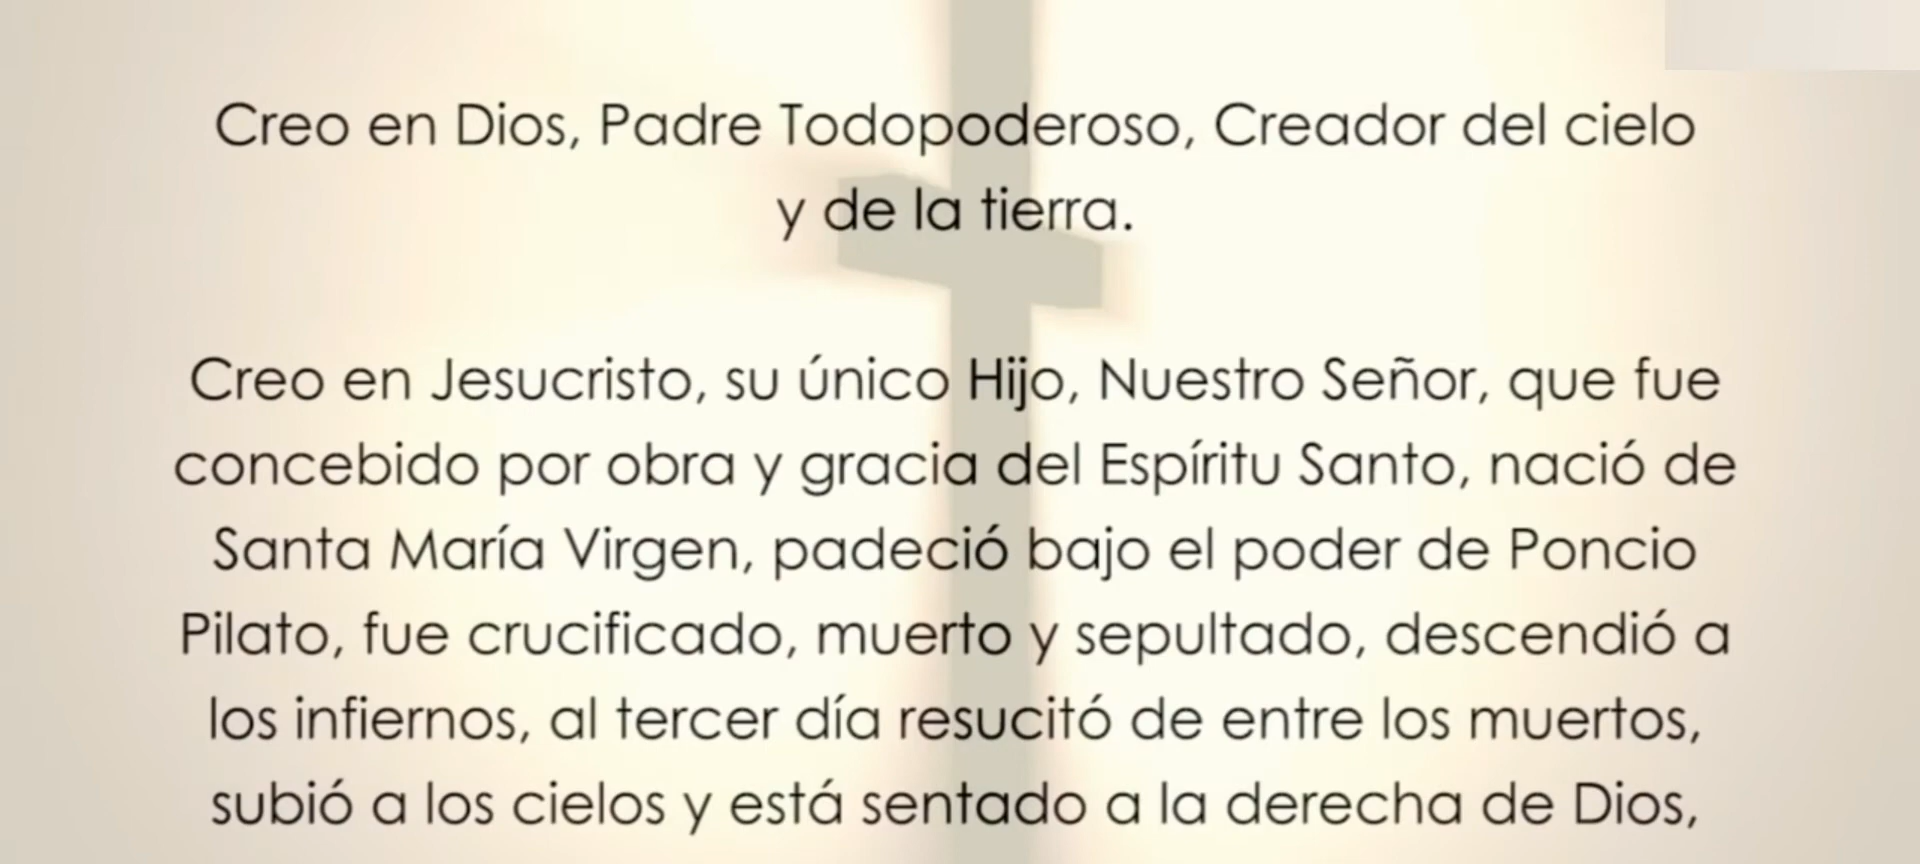 Creo en Dios, Padre Todopoderoso, Creador del cielo
y de la tierra.
Creo en Jesucristo, su único Hijo, Nuestro Señor, que fue
concebido por obra y gracia del Espíritu Santo, nació de
Santa María Virgen, padeció bajo el poder de Poncio
Pilato, fue crucificado, muerto y sepultado, descendió a
los infiernos, al tercer día resucitó de entre los muertos,
subió a los cielos y está sentado a la derecha de Dios,